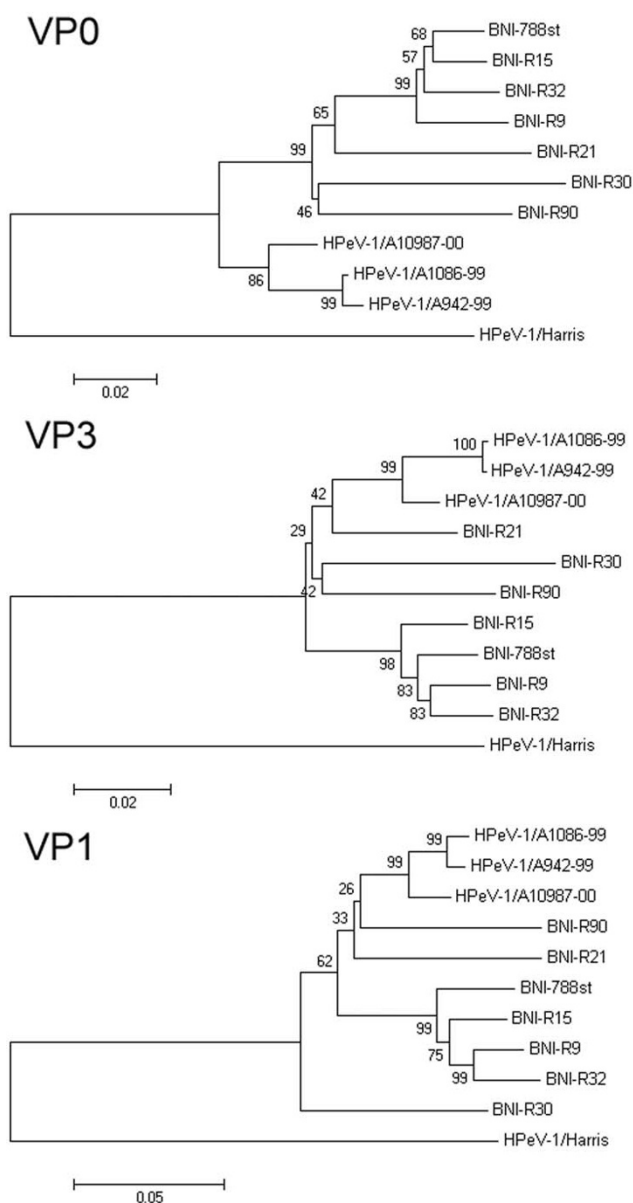 VP0
BNI-788st
68
BNI-R15
57
BNI-R32
99
BNI-R9
65
BNI-R21
99
BNI-R30
46
BNI-R90
HPeV-1/A10987-00
86
HPeV-1/A1086-99
99
HPeV-1/A942-99
HPeV-1/Harris
0.02
VP3
HPeV-1/A1086-99
100
HPeV-1/A942-99
99
HPeV-1/A10987-00
42
BNI-R21
29
BNI-R30
42
BNI-R90
BNI-R15
98
BNI-788st
83
BNI-R9
83
BNI-R32
HPeV-1/Harris
0.02
VP1
HPeV-1/A1086-99
99
HPeV-1/A942-99
99
HPeV-1/A10987-00
26
BNI-R90
33
BNI-R21
62
BNI-788st
99
BNI-R15
75
BNI-R9
99
BNI-R32
BNI-R30
HPeV-1/Harris
0.05